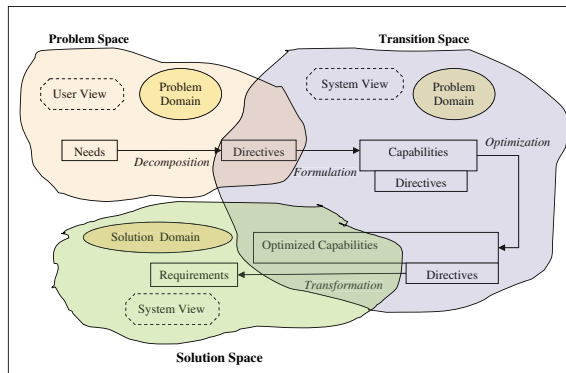 Problem Space
Transition Space
User View
Problem
Domain
System View
Problem
Domain
Needs
Decomposition
Directives
Formulation
Capabilities
Directives
Optimization
Solution Domain
Optimized Capabilities
Requirements
Transformation
Directives
System View
Solution Space